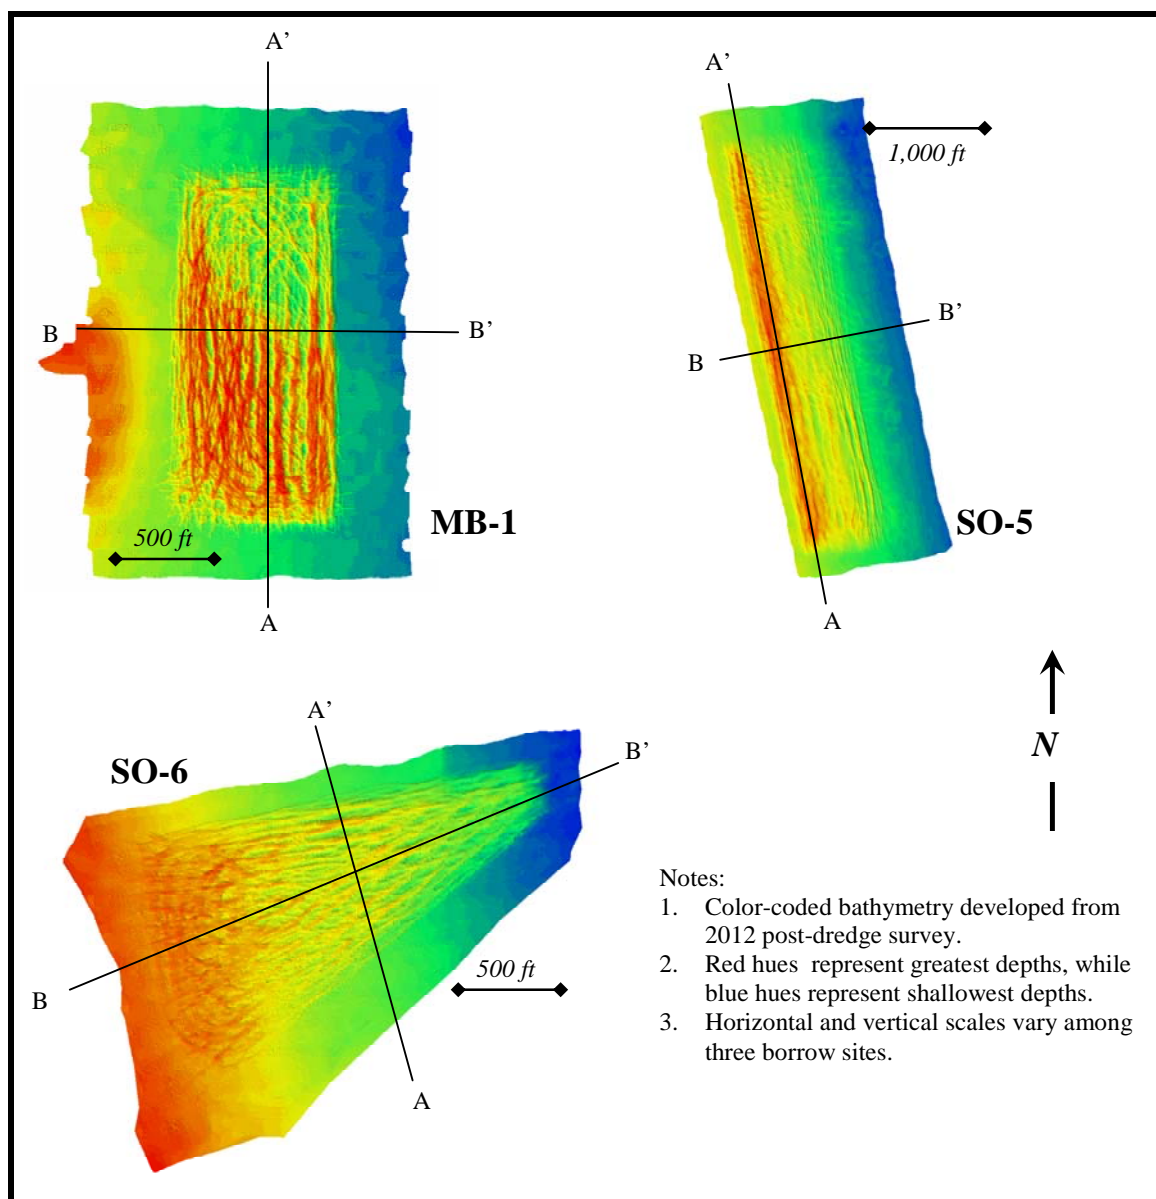 A’
A’
1,000 ft
B
B’
B’
B
MB-1
SO-5
500 ft
A
A
A’
B’
SO-6
N
500 ft
B
A
Notes:
1. Color-coded bathymetry developed from
2012 post-dredge survey.
2. Red hues represent greatest depths, while
blue hues represent shallowest depths.
3. Horizontal and vertical scales vary among
three borrow sites.